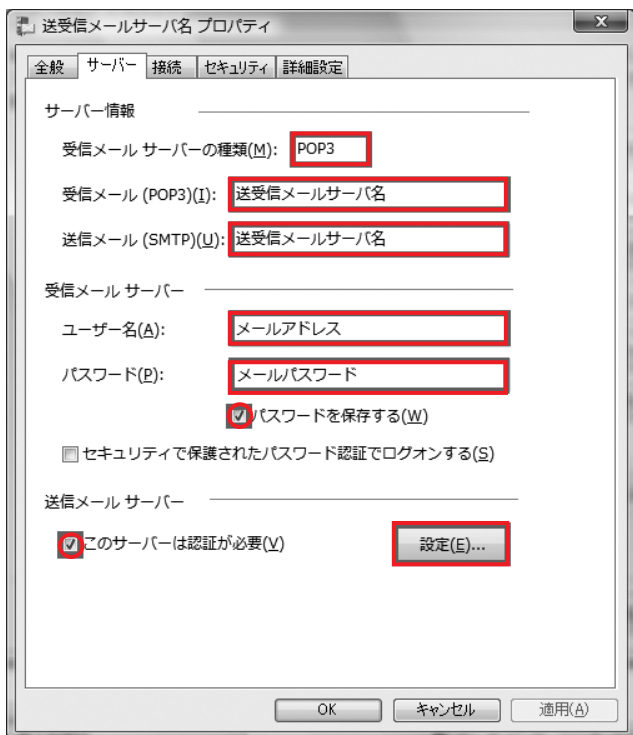 送受信メールサーバ名 プロパティ
全般 サーバー 接続 セキュリティ 詳細設定
サーバー情報
受信メール サーバーの種類(M): POP3
受信メール (POP3)(I): 送受信メールサーバ名
送信メール (SMTP)(U): 送受信メールサーバ名
受信メール サーバー
ユーザー名(A): メールアドレス
パスワード(P): メールパスワード
パスワードを保存する(W)
セキュリティで保護されたパスワード認証でログオンする(S)
送信メール サーバー
このサーバーは認証が必要(V) 設定(E)...
OK キャンセル 適用(A)